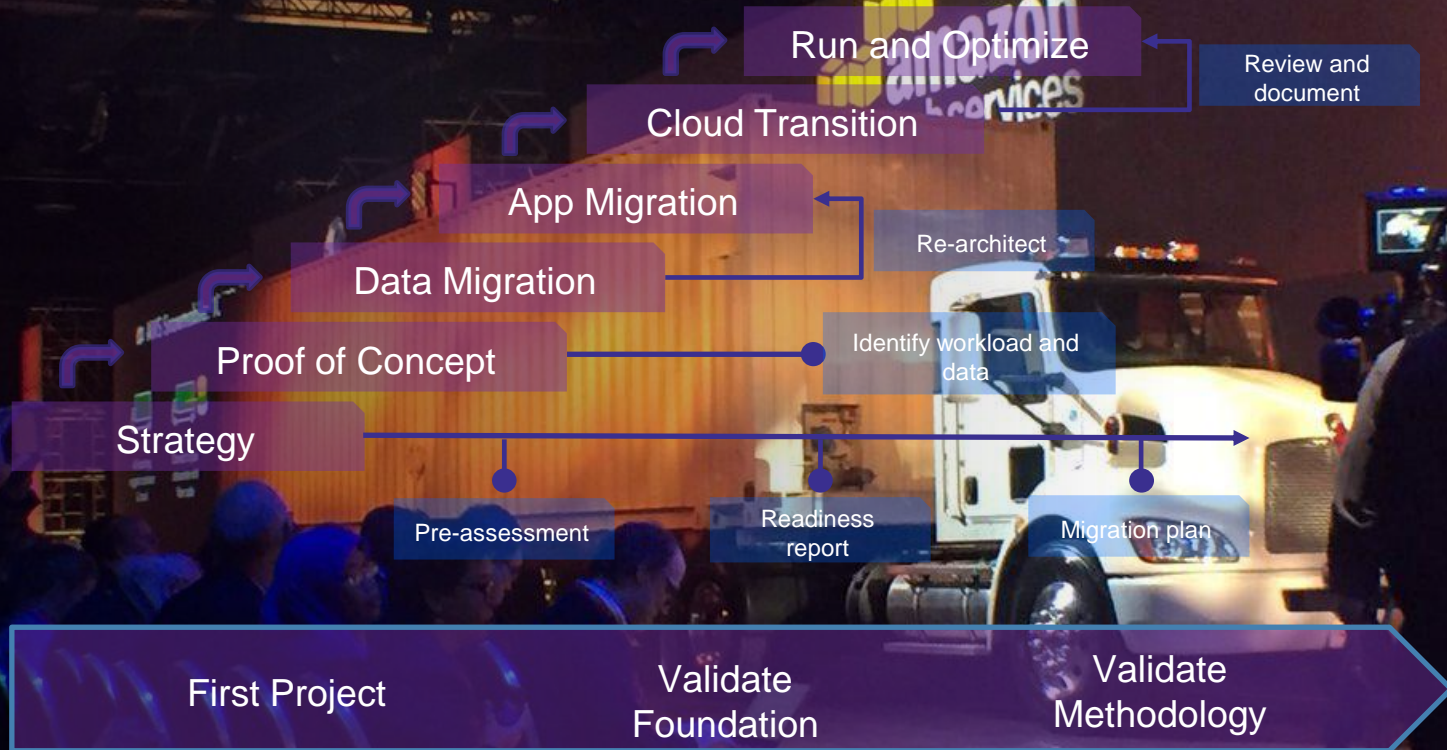 Run and Optimize
amazon
Review and
document
Cloud Transition
App Migration
Re-architect
Data Migration
Identify workload and
data
Proof of Concept
Strategy
Pre-assessment
Readiness
report
Migration plan
First Project
Validate
Foundation
Validate
Methodology